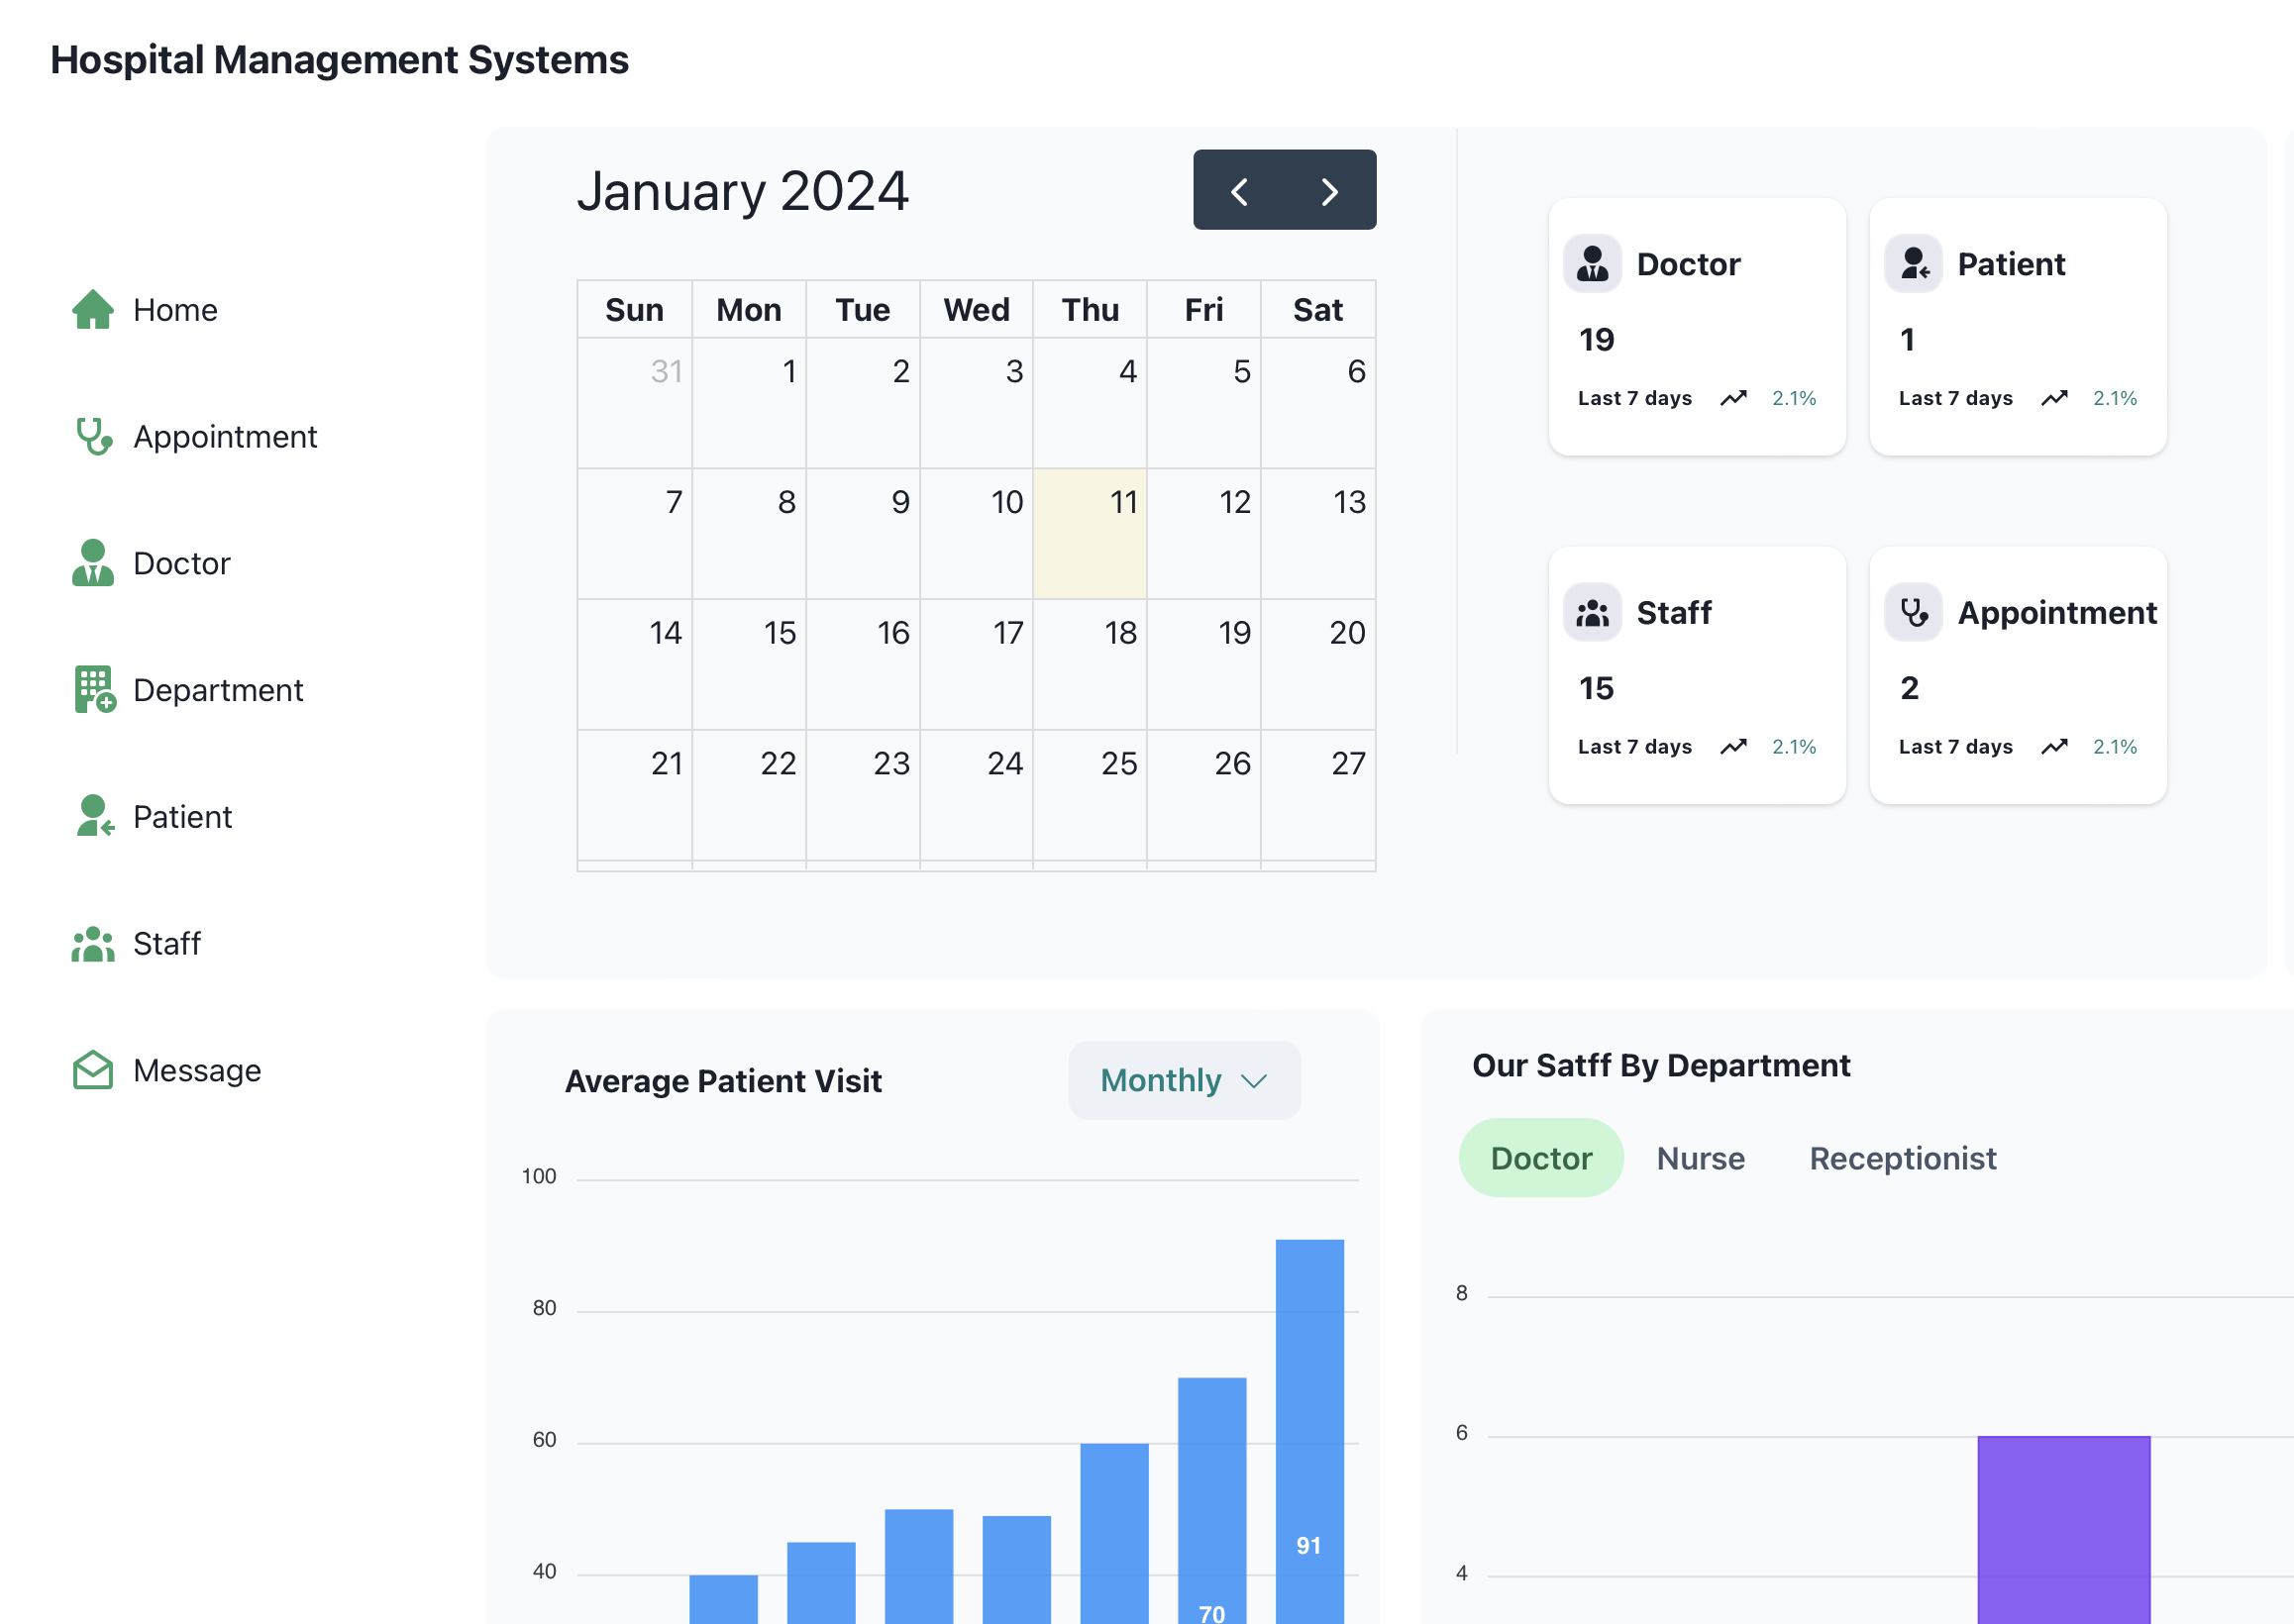 Hospital Management Systems
Home
Appointment
Doctor
Department
Patient
Staff
Message
January 2024
Sun Mon Tue Wed Thu Fri Sat
31 1 2 3 4 5 6
7 8 9 10 11 12 13
14 15 16 17 18 19 20
21 22 23 24 25 26 27
Doctor
19
Last 7 days 2.1%
Patient
1
Last 7 days 2.1%
Staff
15
Last 7 days 2.1%
Appointment
2
Last 7 days 2.1%
Average Patient Visit
Monthly
100
80
60
40
91
70
Our Satff By Department
Doctor Nurse Receptionist
8
6
4